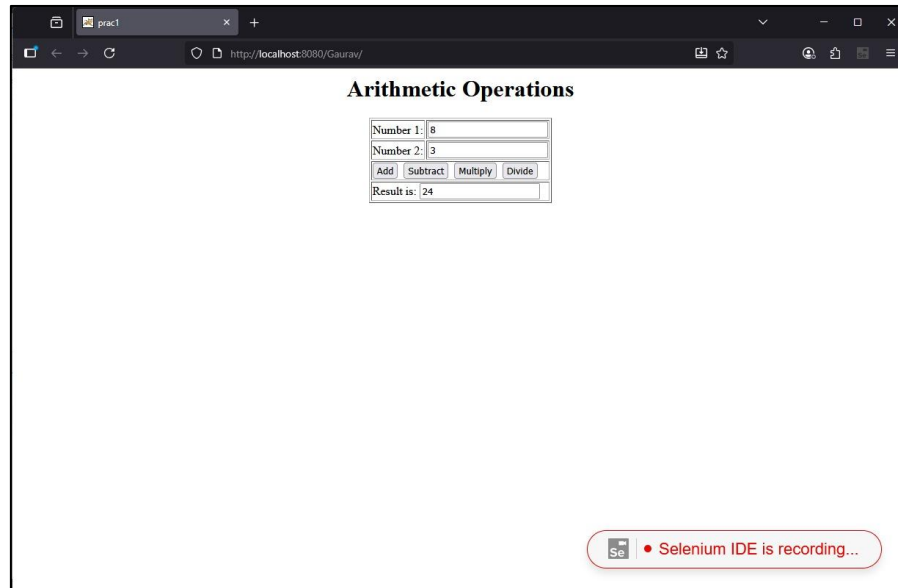 prac1
http://localhost:8080/Gaurav/
Arithmetic Operations
Number 1: 8
Number 2: 3
Add Subtract Multiply Divide
Result is: 24
Se Selenium IDE is recording...